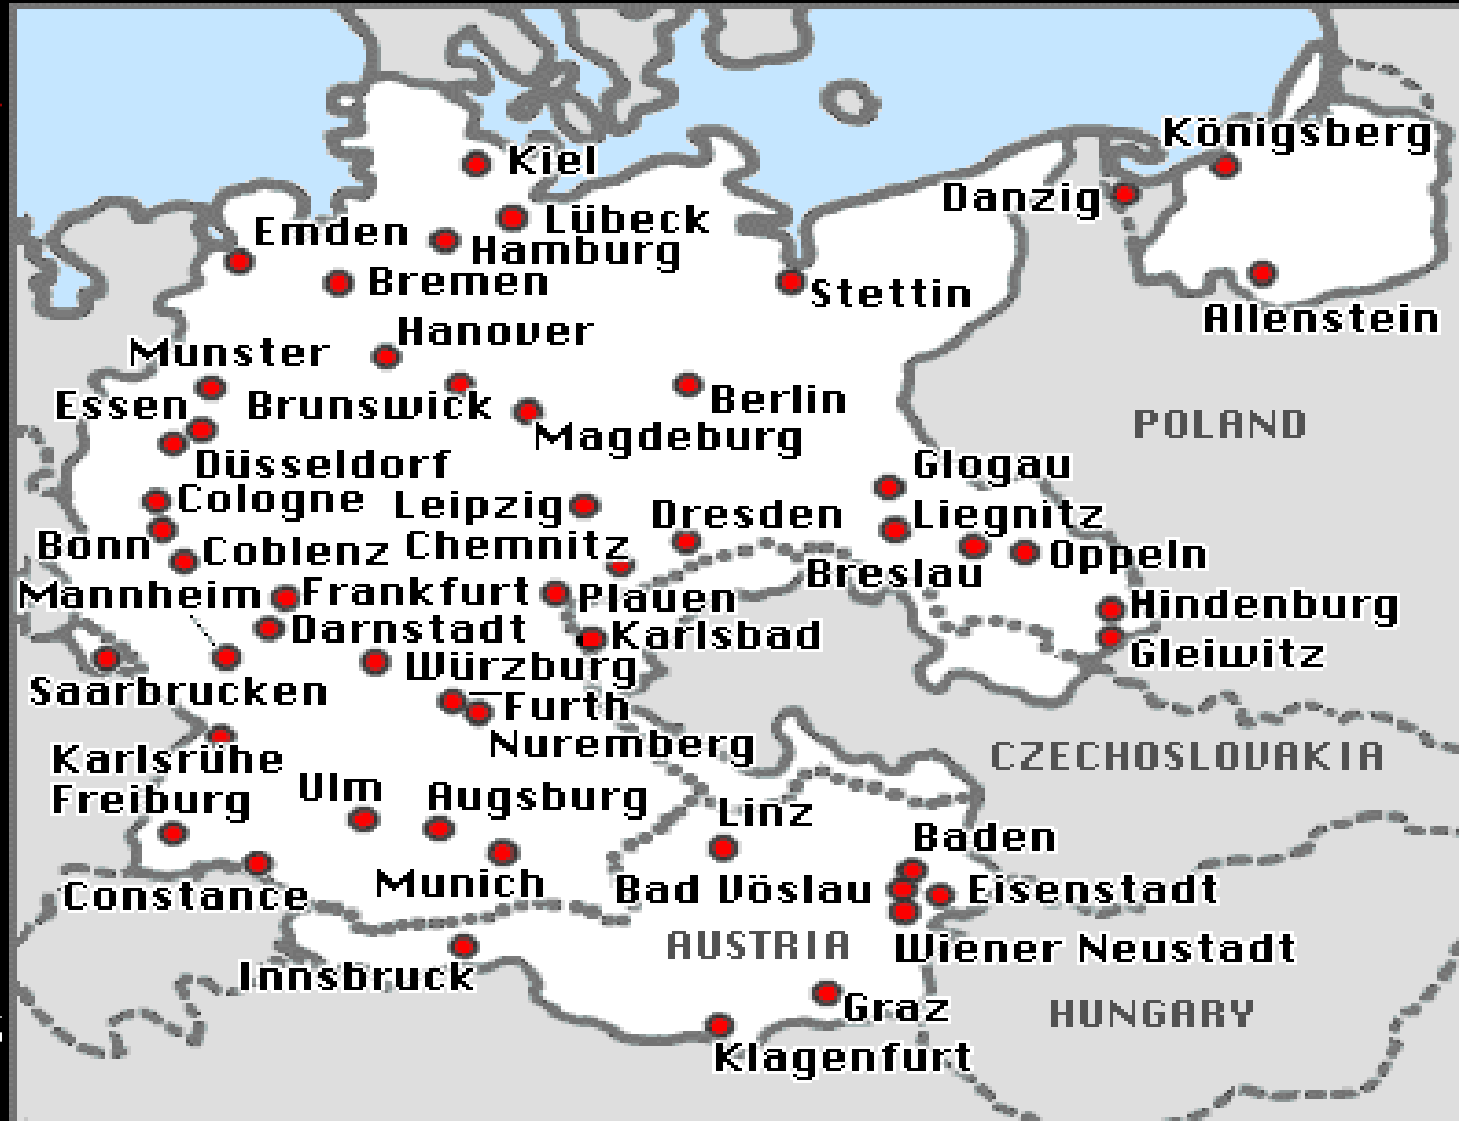 Königsberg
Kiel
Danzig
Lübeck
Emden
Hamburg
Bremen
Stettin
Allenstein
Hanover
Munster
Essen
Brunswick
Berlin
Magdeburg
POLAND
Düsseldorf
Glogau
Cologne
Leipzig
Dresden
Liegnitz
Bonn
Coblenz
Chemnitz
Oppeln
Breslau
Mannheim
Frankfurt
Plauen
Hindenburg
Darnstadt
Karlsbad
Gleiwitz
Würzburg
Saarbrucken
Furth
Nuremberg
Karlsruhe
CZECHOSLOVAKIA
Freiburg
Ulm
Augsburg
Linz
Baden
Constance
Munich
Bad Vöslau
Eisenstadt
AUSTRIA
Wiener Neustadt
Innsbruck
Graz
HUNGARY
Klagenfurt